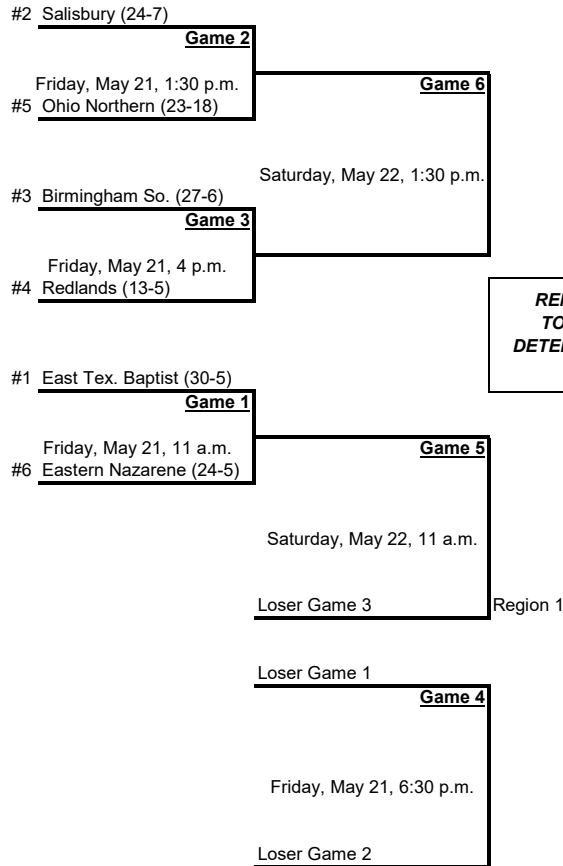 #2 Salisbury (24-7)
Game 2
Friday, May 21, 1:30 p.m.
Game 6
#5 Ohio Northern (23-18)
Saturday, May 22, 1:30 p.m.
#3 Birmingham So. (27-6)
Game 3
Friday, May 21, 4 p.m.
#4 Redlands (13-5)
#1 East Tex. Baptist (30-5)
Game 1
Friday, May 21, 11 a.m.
Game 5
#6 Eastern Nazarene (24-5)
Saturday, May 22, 11 a.m.
Loser Game 3
Region 1
Loser Game 1
Game 4
Friday, May 21, 6:30 p.m.
Loser Game 2
TO